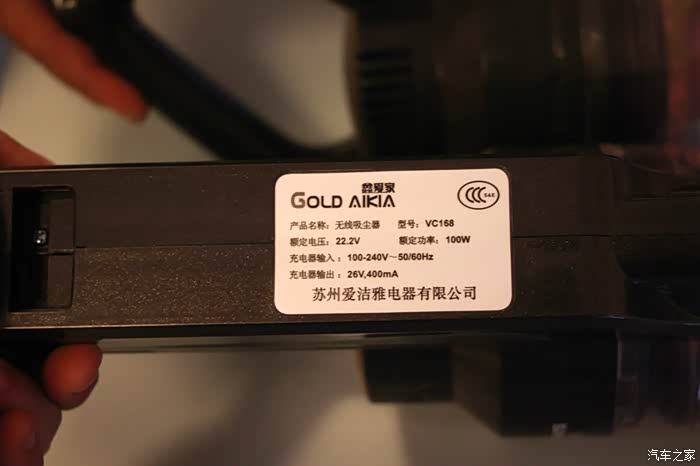 鑫爱家
GOLD AIKIA
CCC S&E
产品名称：无线吸尘器 型号：VC168
额定电压：22.2V 额定功率：100W
充电器输入：100-240V～50/60Hz
充电器输出：26V,400mA
苏州爱洁雅电器有限公司
汽车之家